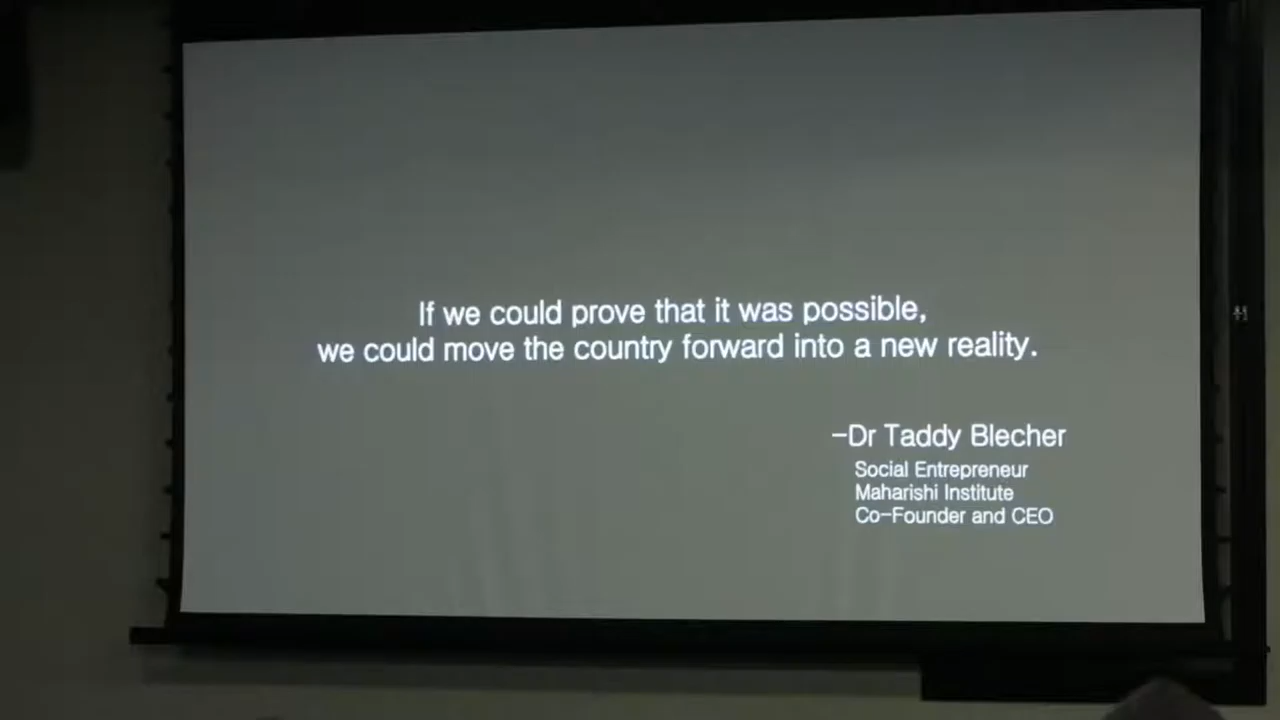 If we could prove that it was possible,
we could move the country forward into a new reality.
–Dr Taddy Blecher
Social Entrepreneur
Maharishi Institute
Co–Founder and CEO